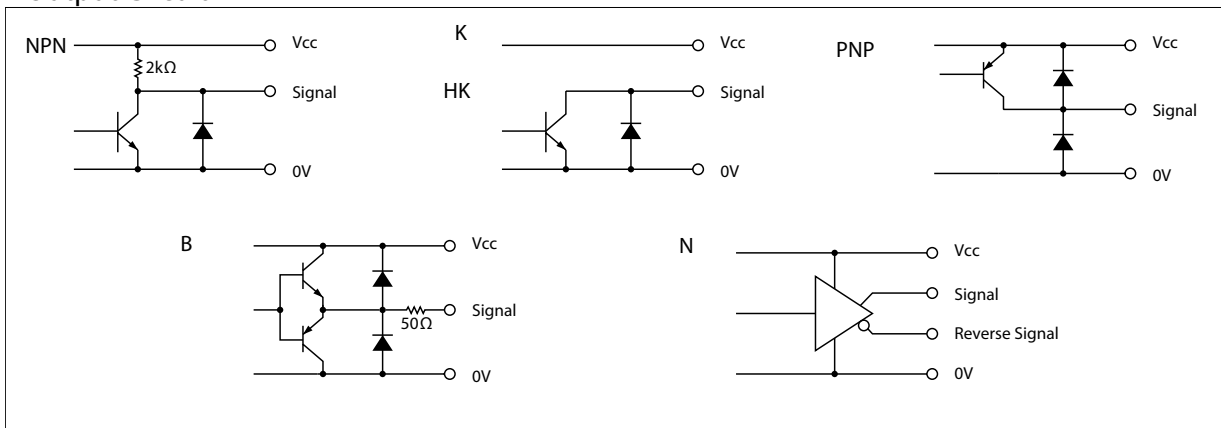 NPN
Vcc
2kΩ
Signal
0V
K
HK
Vcc
Signal
0V
PNP
Vcc
Signal
0V
B
Vcc
Signal
50Ω
0V
N
Vcc
Signal
Reverse Signal
0V